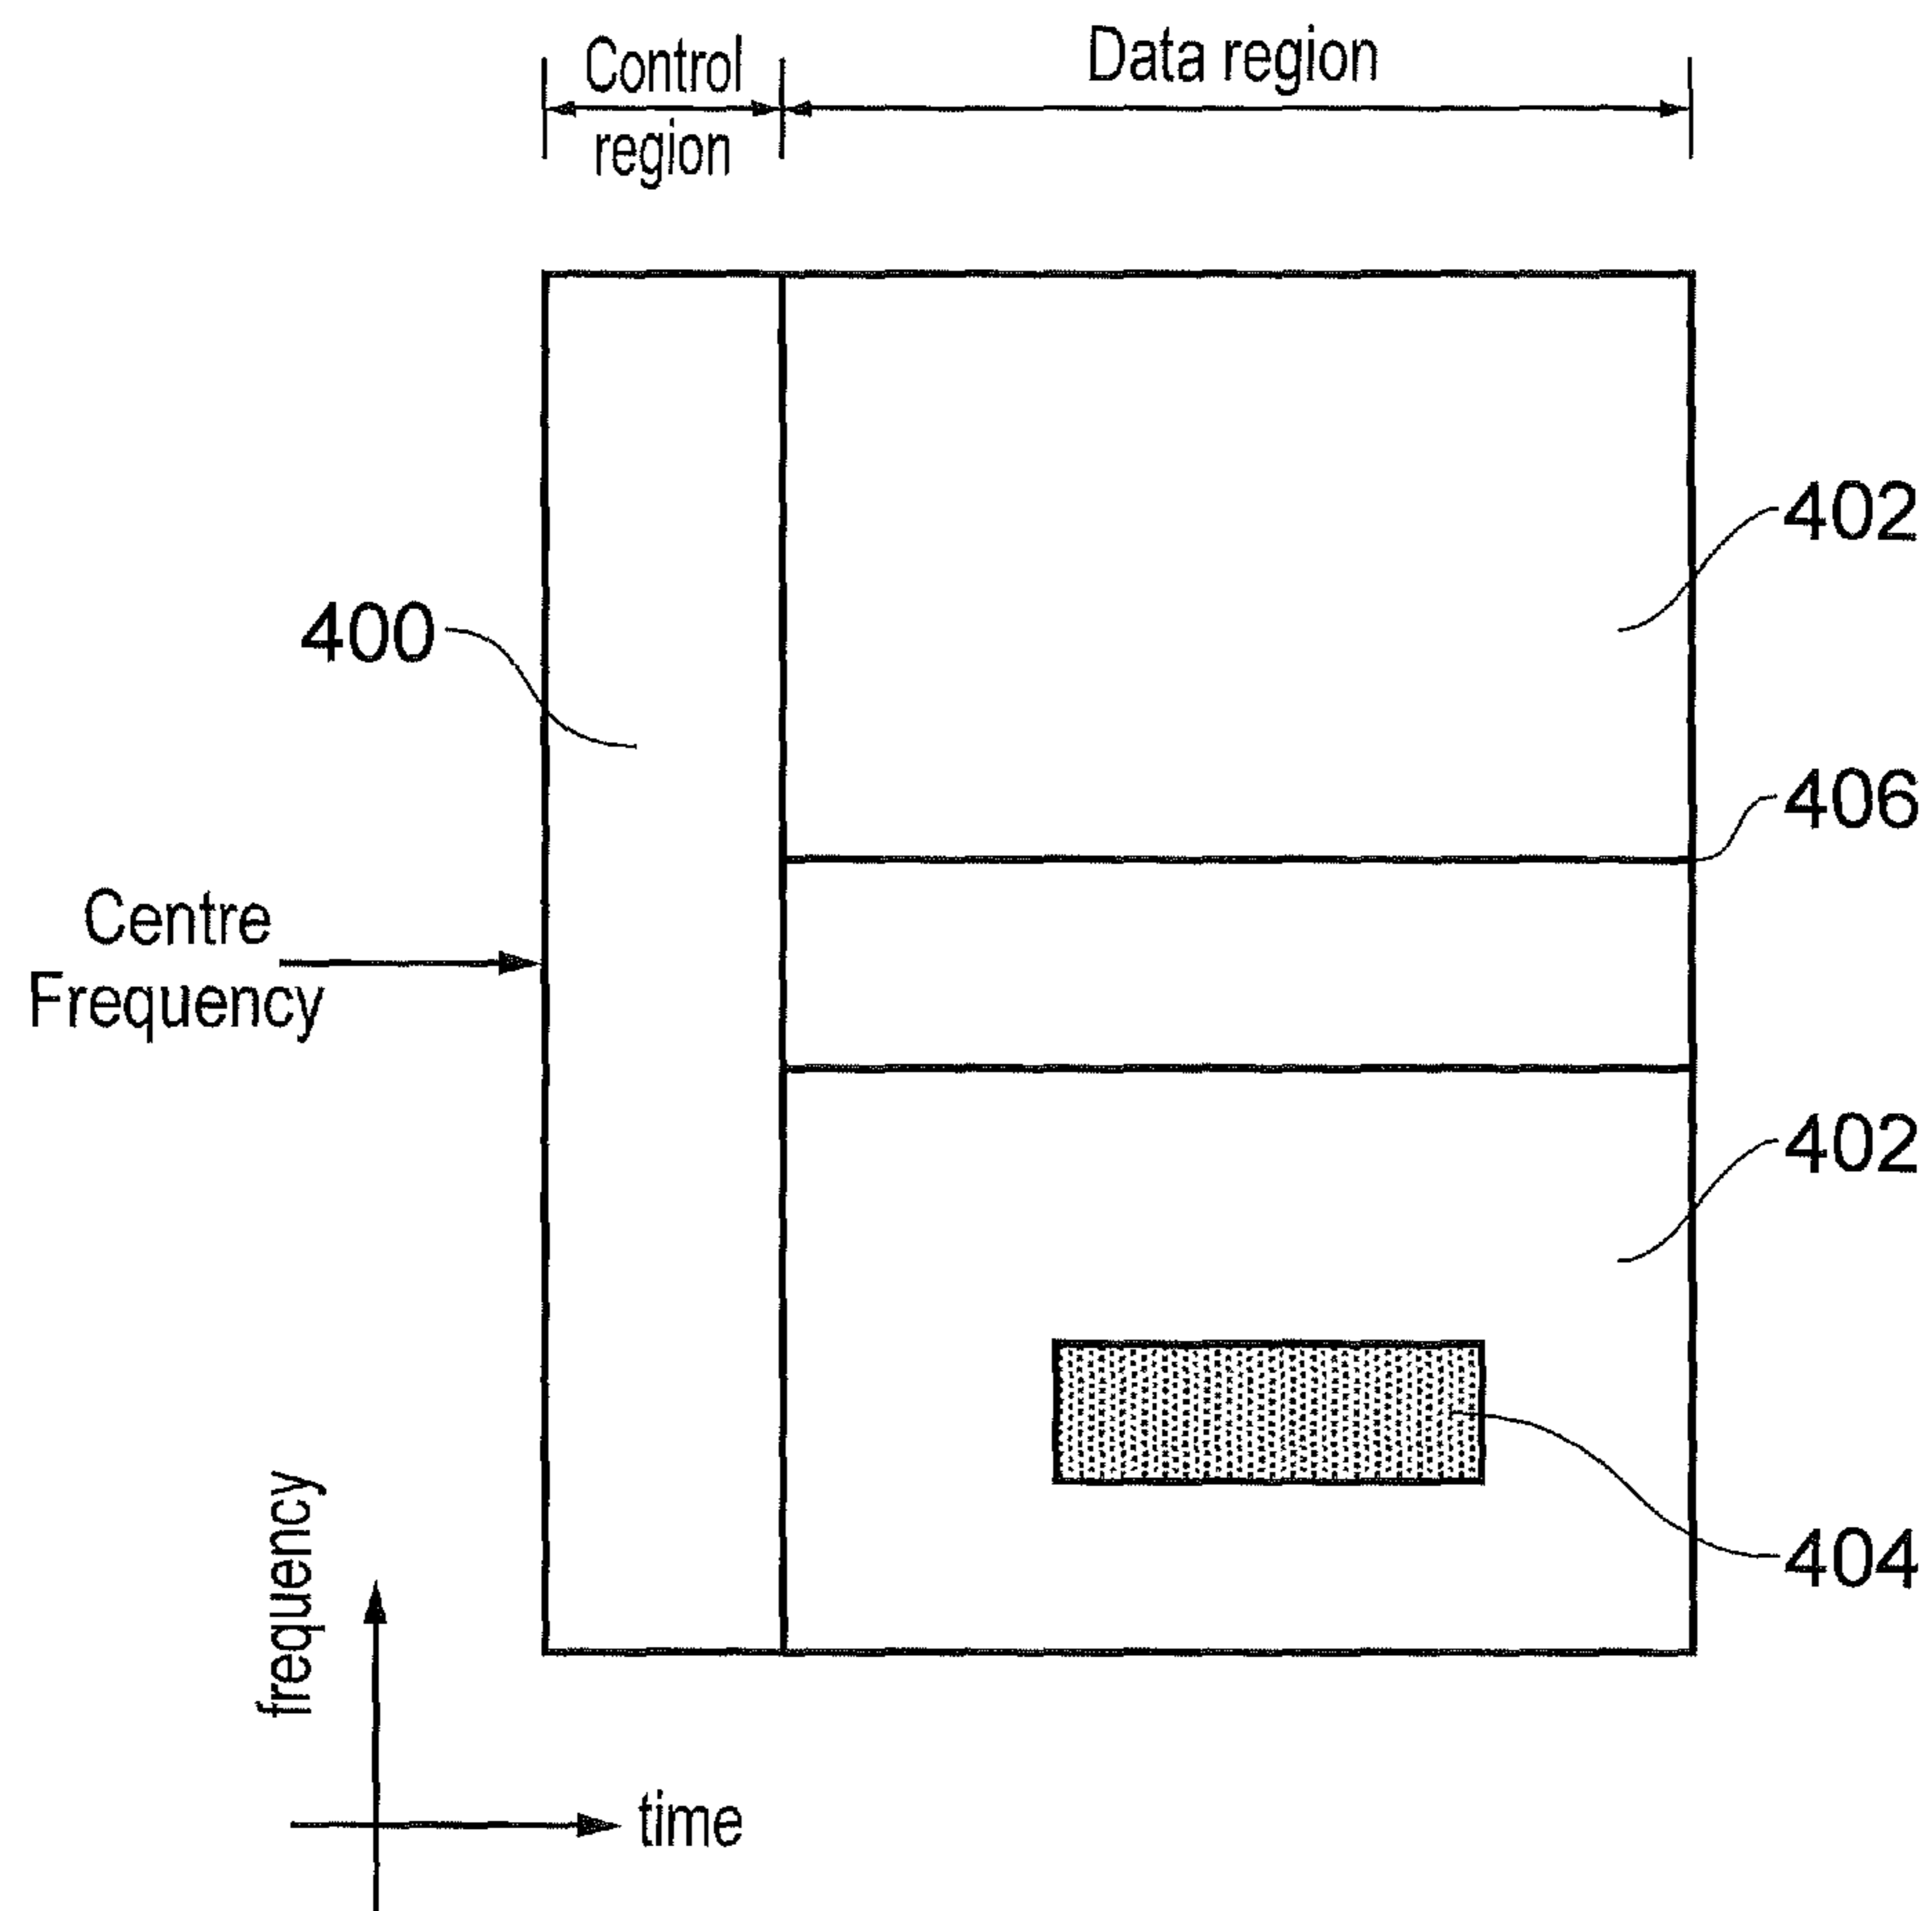 Control
region
Data region
402
400
406
Centre
Frequency
402
404
frequency
time